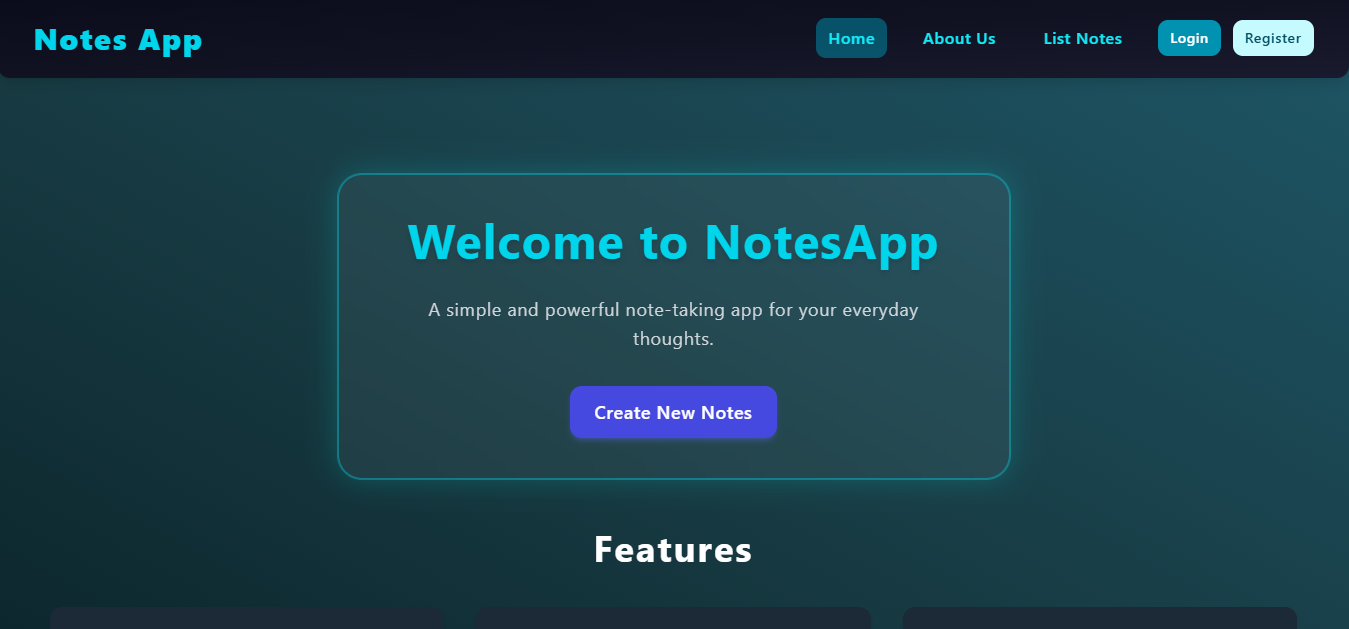 Notes App
Home
About Us
List Notes
Login
Register
Welcome to NotesApp
A simple and powerful note-taking app for your everyday
thoughts.
Create New Notes
Features